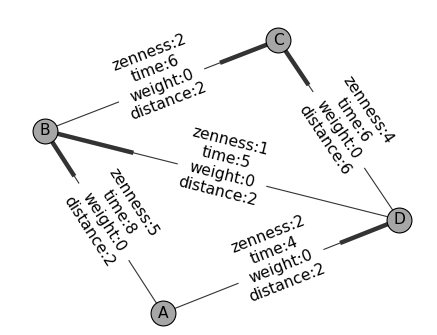 zenness:2
time:6
weight:0
distance:2
C
zenness:4
time:6
weight:0
distance:6
B
zenness:1
time:5
weight:0
distance:2
zenness:5
time:8
weight:0
distance:2
zenness:2
time:4
weight:0
distance:2
D
A